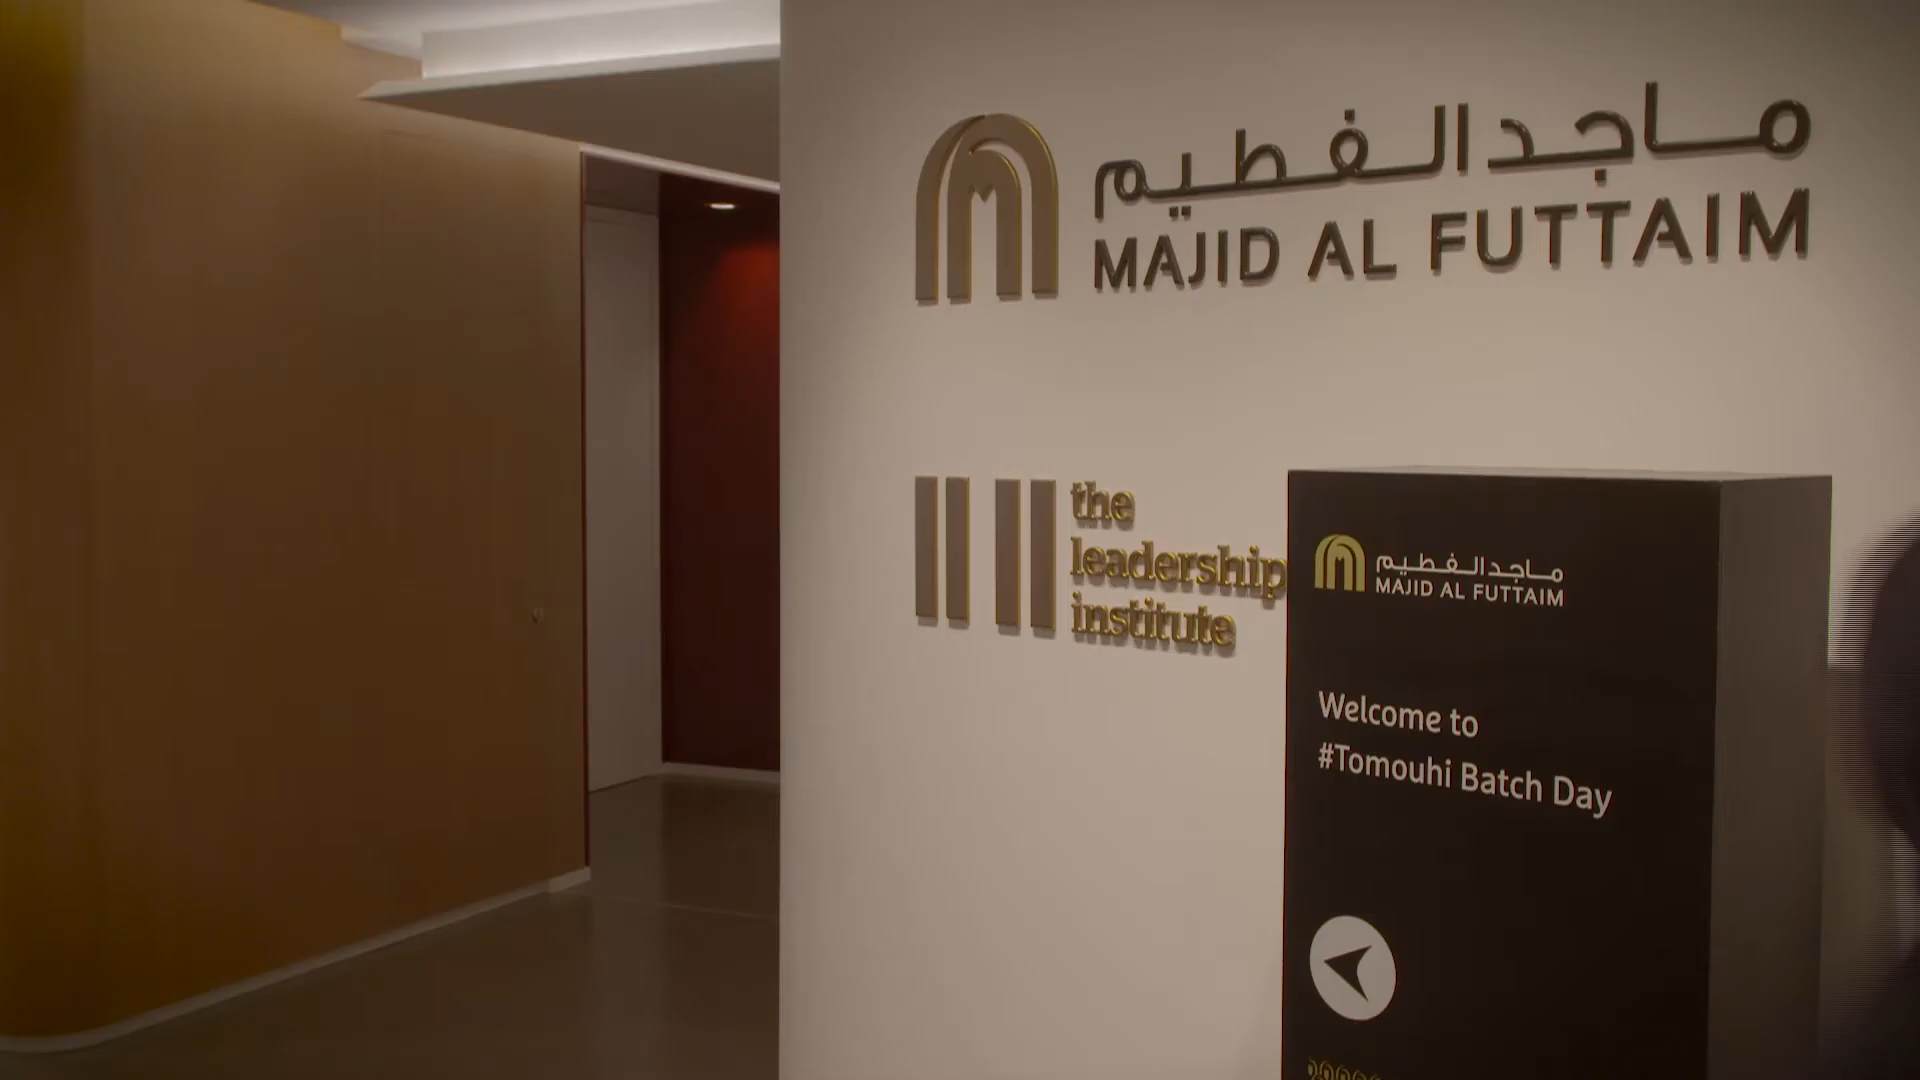 ماجد الفطيم
MAJID AL FUTTAIM
the
leadership
institute
ماجد الفطيم
MAJID AL FUTTAIM
Welcome to
#Tomouhi Batch Day